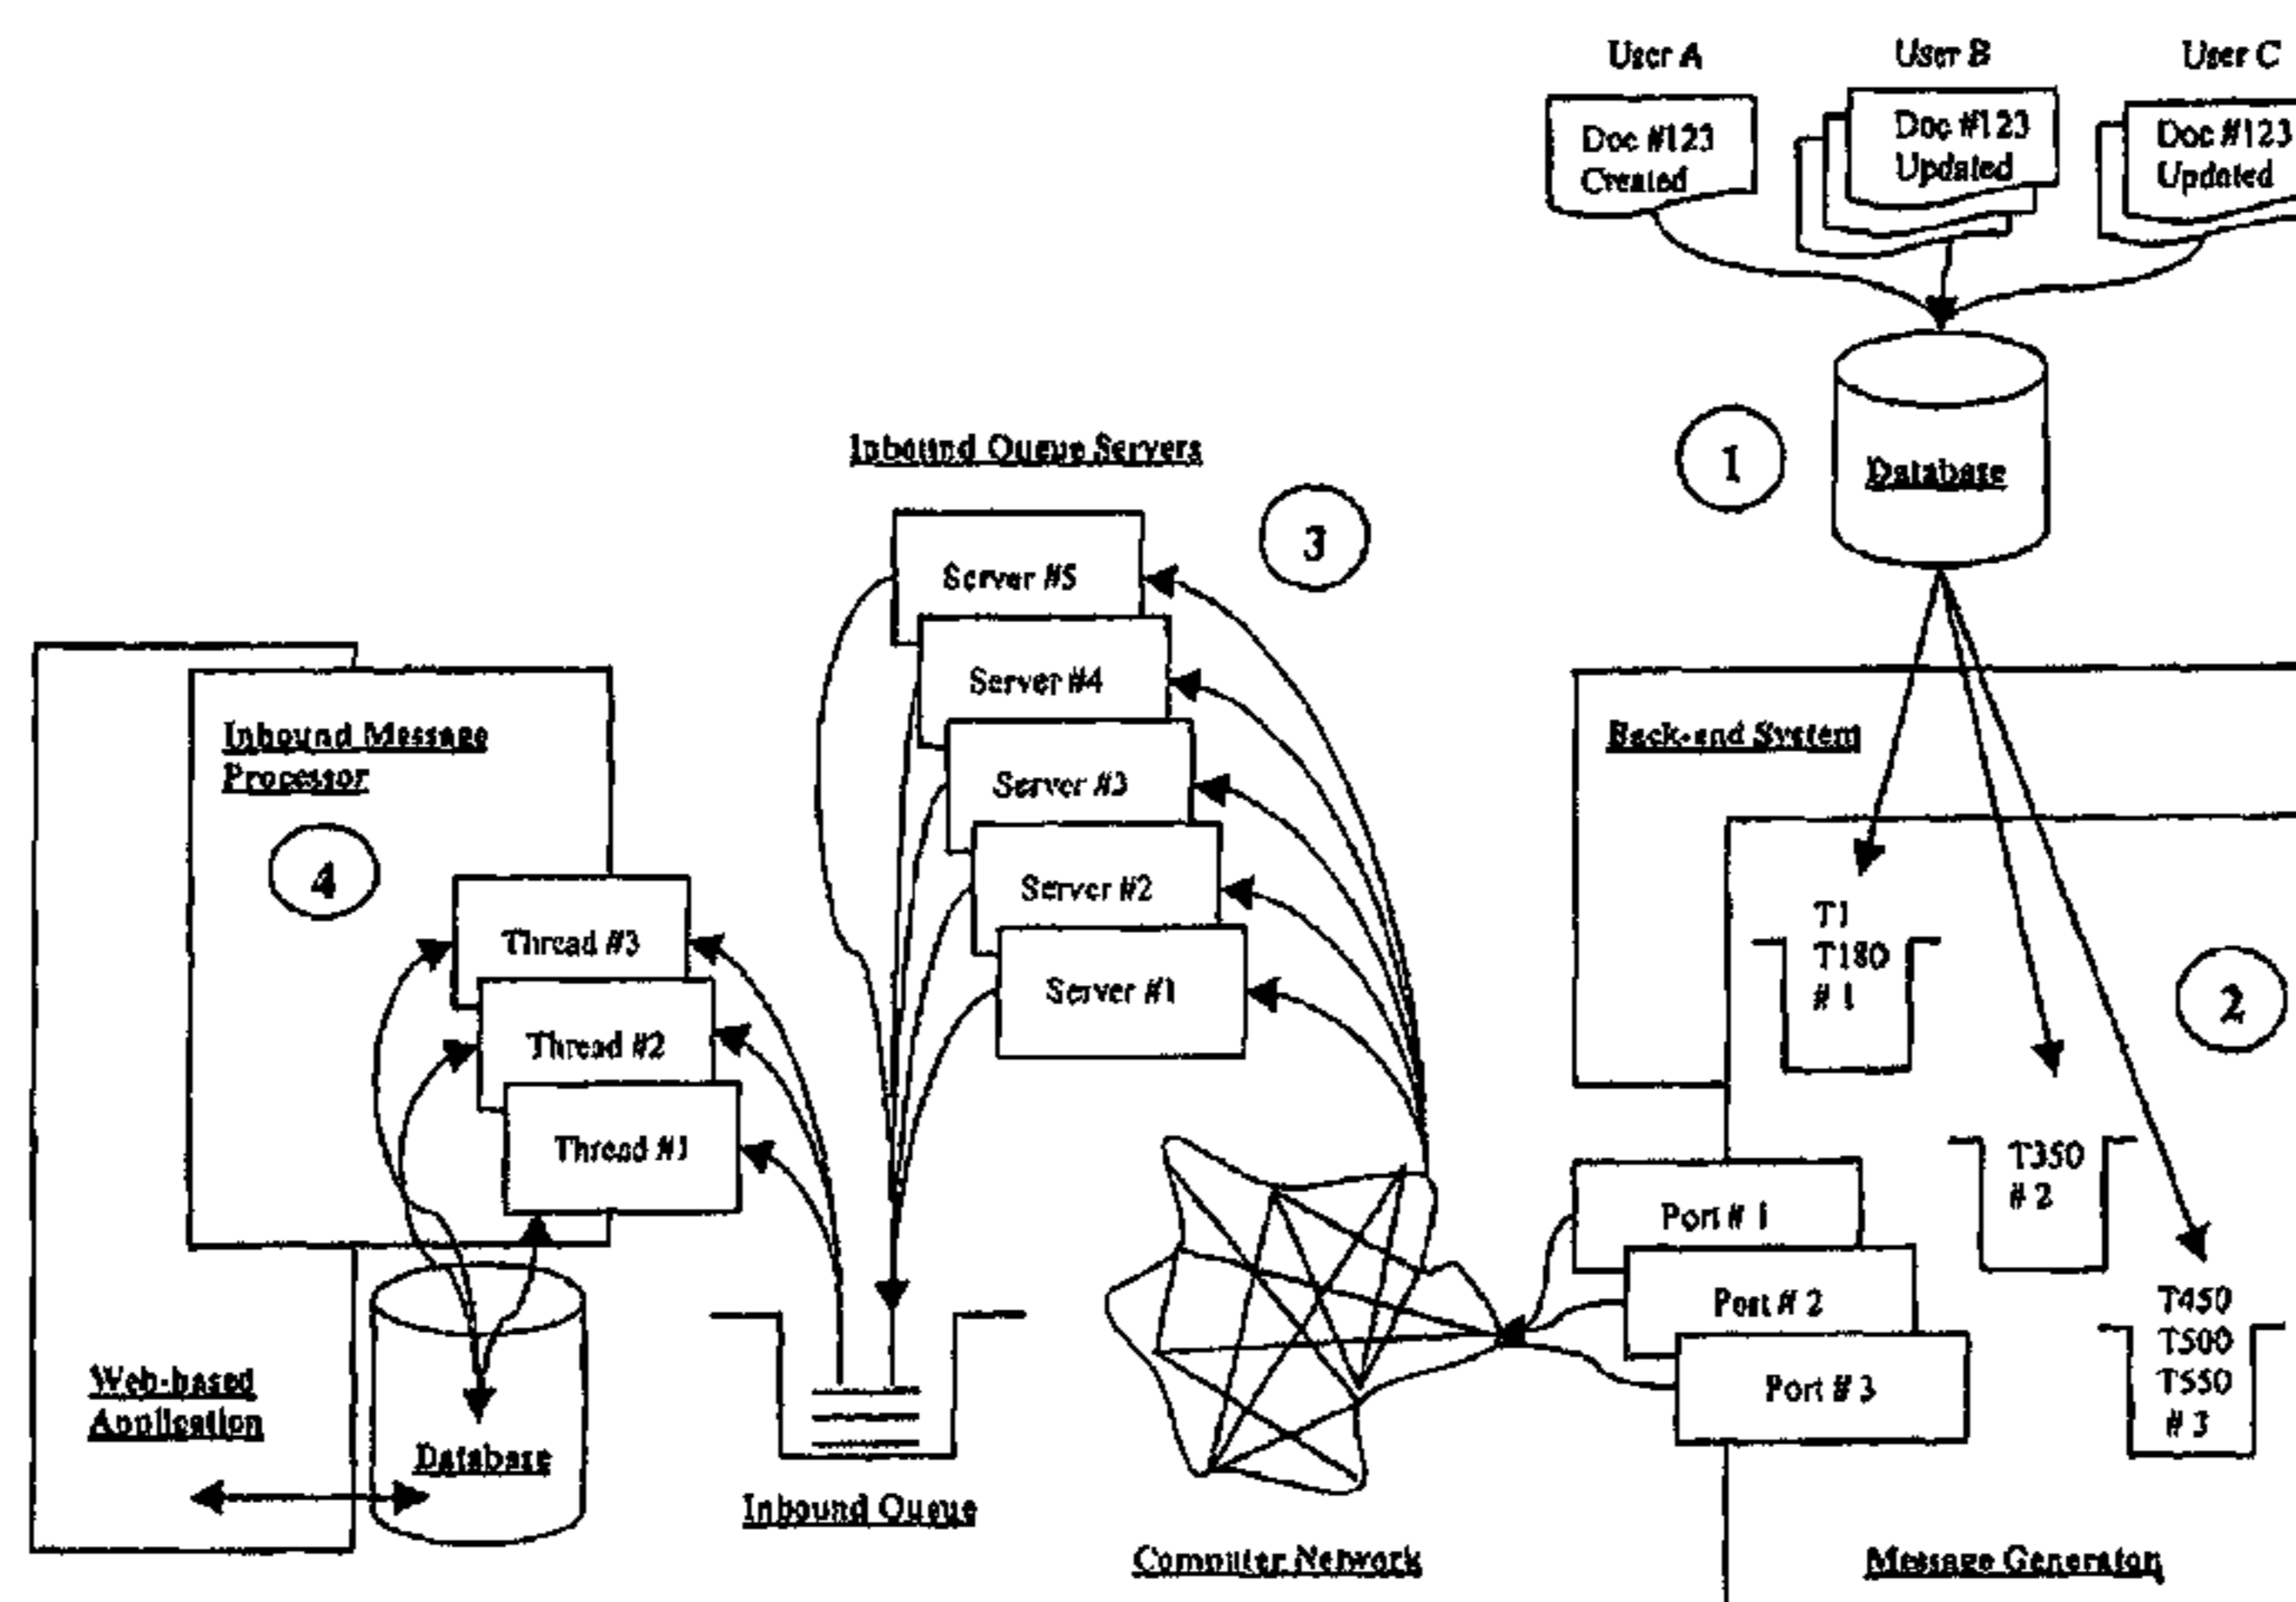 User A
User B
User C
Doc #123
Created
Doc #123
Updated
Doc #123
Updated
1
Database
Inbound Queue Servers
3
Server #5
Server #4
Server #3
Server #2
Server #1
Inbound Message
Processor
4
Thread #3
Thread #2
Thread #1
Back-end System
T1
T180
# 1
2
T350
# 2
T450
T500
T550
# 3
Port # 1
Port # 2
Port # 3
Web-based
Application
Database
Inbound Queue
Computer Network
Message Generator